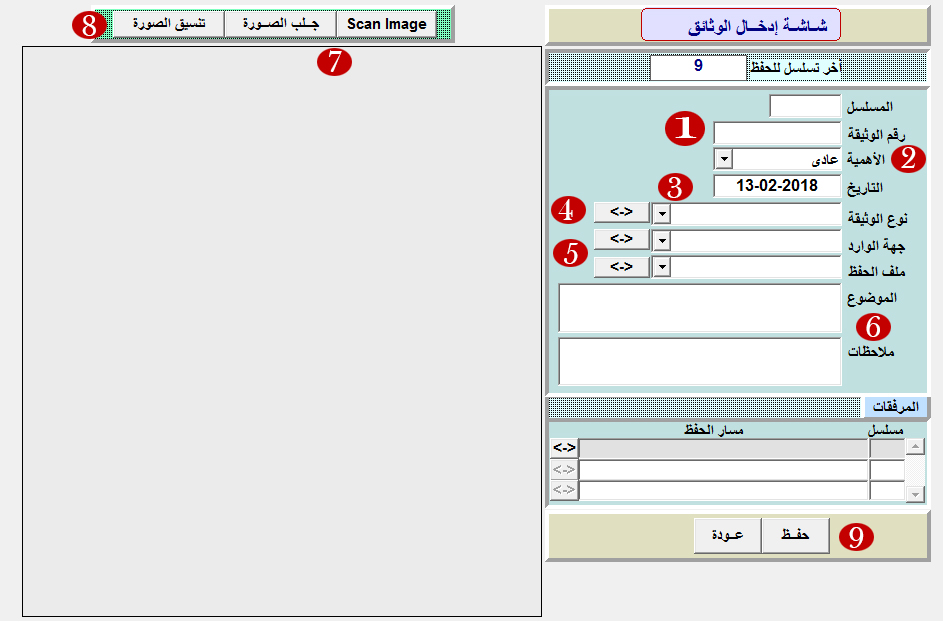 شـاشـة إدخـال الوثائق
آخر تسلسل للحفظ 9
المسلسل
رقم الوثيقة
1
الأهمية عادى
2
التاريخ 13-02-2018
3
نوع الوثيقة <->
4
جهة الوارد <->
5
ملف الحفظ <->
الموضوع
6
ملاحظات
المرفقات
مسلسل مسار الحفظ
<->
<->
<->
9
حفـظ عـودة
Scan Image جـلب الصـورة تنسيق الصورة
8
7